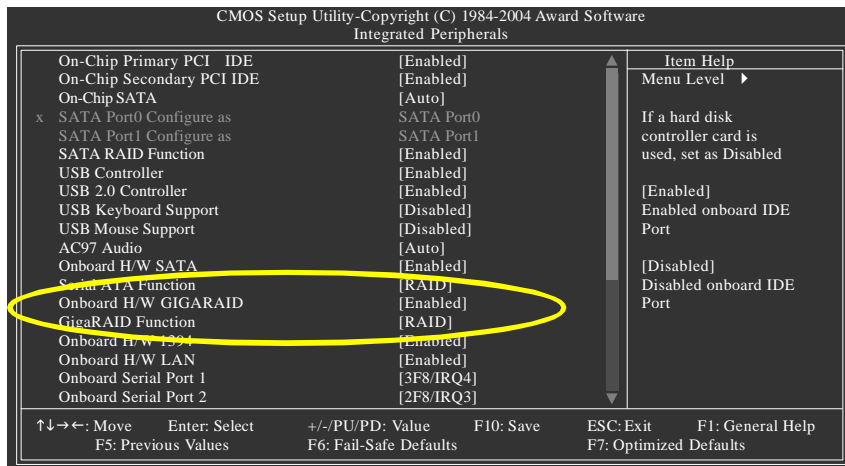 CMOS Setup Utility-Copyright (C) 1984-2004 Award Software
Integrated Peripherals
On-Chip Primary PCI IDE [Enabled]
On-Chip Secondary PCI IDE [Enabled]
On-Chip SATA [Auto]
x SATA Port0 Configure as SATA Port0
SATA Port1 Configure as SATA Port1
SATA RAID Function [Enabled]
USB Controller [Enabled]
USB 2.0 Controller [Enabled]
USB Keyboard Support [Disabled]
USB Mouse Support [Disabled]
AC97 Audio [Auto]
Onboard H/W SATA [Enabled]
Serial ATA Function [RAID]
Onboard H/W GIGARAID [Enabled]
GigaRAID Function [RAID]
Onboard H/W 1394 [Enabled]
Onboard H/W LAN [Enabled]
Onboard Serial Port 1 [3F8/IRQ4]
Onboard Serial Port 2 [2F8/IRQ3]
Item Help
Menu Level ▶
If a hard disk
controller card is
used, set as Disabled
[Enabled]
Enabled onboard IDE
Port
[Disabled]
Disabled onboard IDE
Port
↑↓→←: Move Enter: Select +/-/PU/PD: Value F10: Save ESC: Exit F1: General Help
F5: Previous Values F6: Fail-Safe Defaults F7: Optimized Defaults